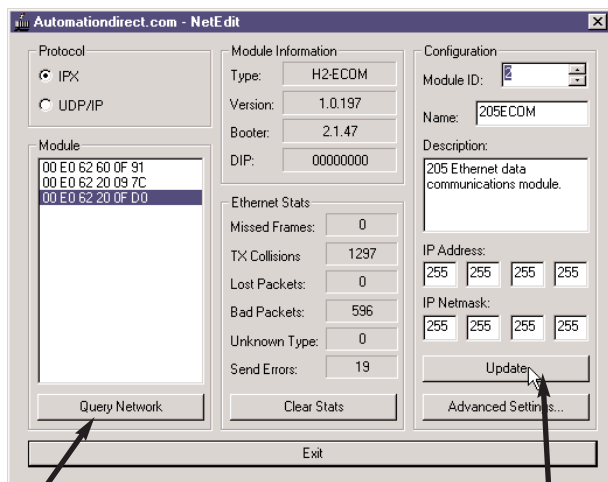 Automationdirect.com - NetEdit
Protocol
IPX
UDP/IP
Module
00 E0 62 60 0F 91
00 E0 62 20 09 7C
00 E0 62 20 0F D0
Query Network
Module Information
Type: H2-ECOM
Version: 1.0.197
Booter: 2.1.47
DIP: 00000000
Ethernet Stats
Missed Frames: 0
TX Collisions 1297
Lost Packets: 0
Bad Packets: 596
Unknown Type: 0
Send Errors: 19
Clear Stats
Configuration
Module ID: 2
Name: 205ECOM
Description:
205 Ethernet data
communications module.
IP Address:
255 255 255 255
IP Netmask:
255 255 255 255
Update
Advanced Settings...
Exit